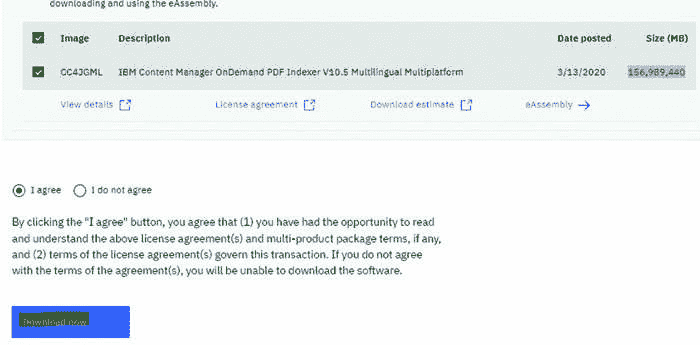 downloading and using the eAssembly.
Image Description Date posted Size (MB)
CC4JGML IBM Content Manager OnDemand PDF Indexer V10.5 Multilingual Multiplatform 3/13/2020 156,989,440
View details License agreement Download estimate eAssembly
I agree I do not agree
By clicking the "I agree" button, you agree that (1) you have had the opportunity to read
and understand the above license agreement(s) and multi-product package terms, if any,
and (2) terms of the license agreement(s) govern this transaction. If you do not agree
with the terms of the agreement(s), you will be unable to download the software.
Download now